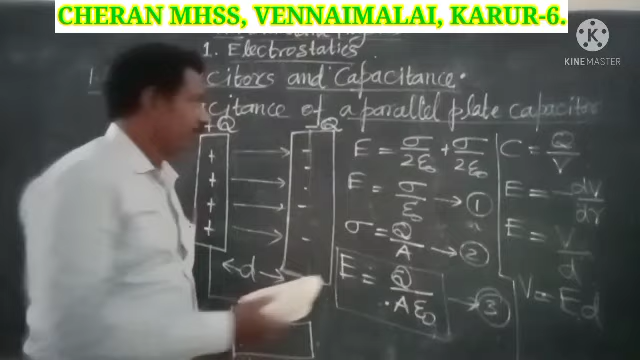 CHERAN MHSS, VENNAIMALAI, KARUR-6.
KINEMASTER
1. Electrostatics
citors and Capacitance.
citance of a parallel plate capacitor
+Q
-Q
E = σ/2ε₀ + σ/2ε₀
E = σ/ε₀ → ①
σ = Q/A → ②
E = Q/Aε₀ → ③
← d →
C = Q/V
E = -dV/dr
E = V/d
V = E.d